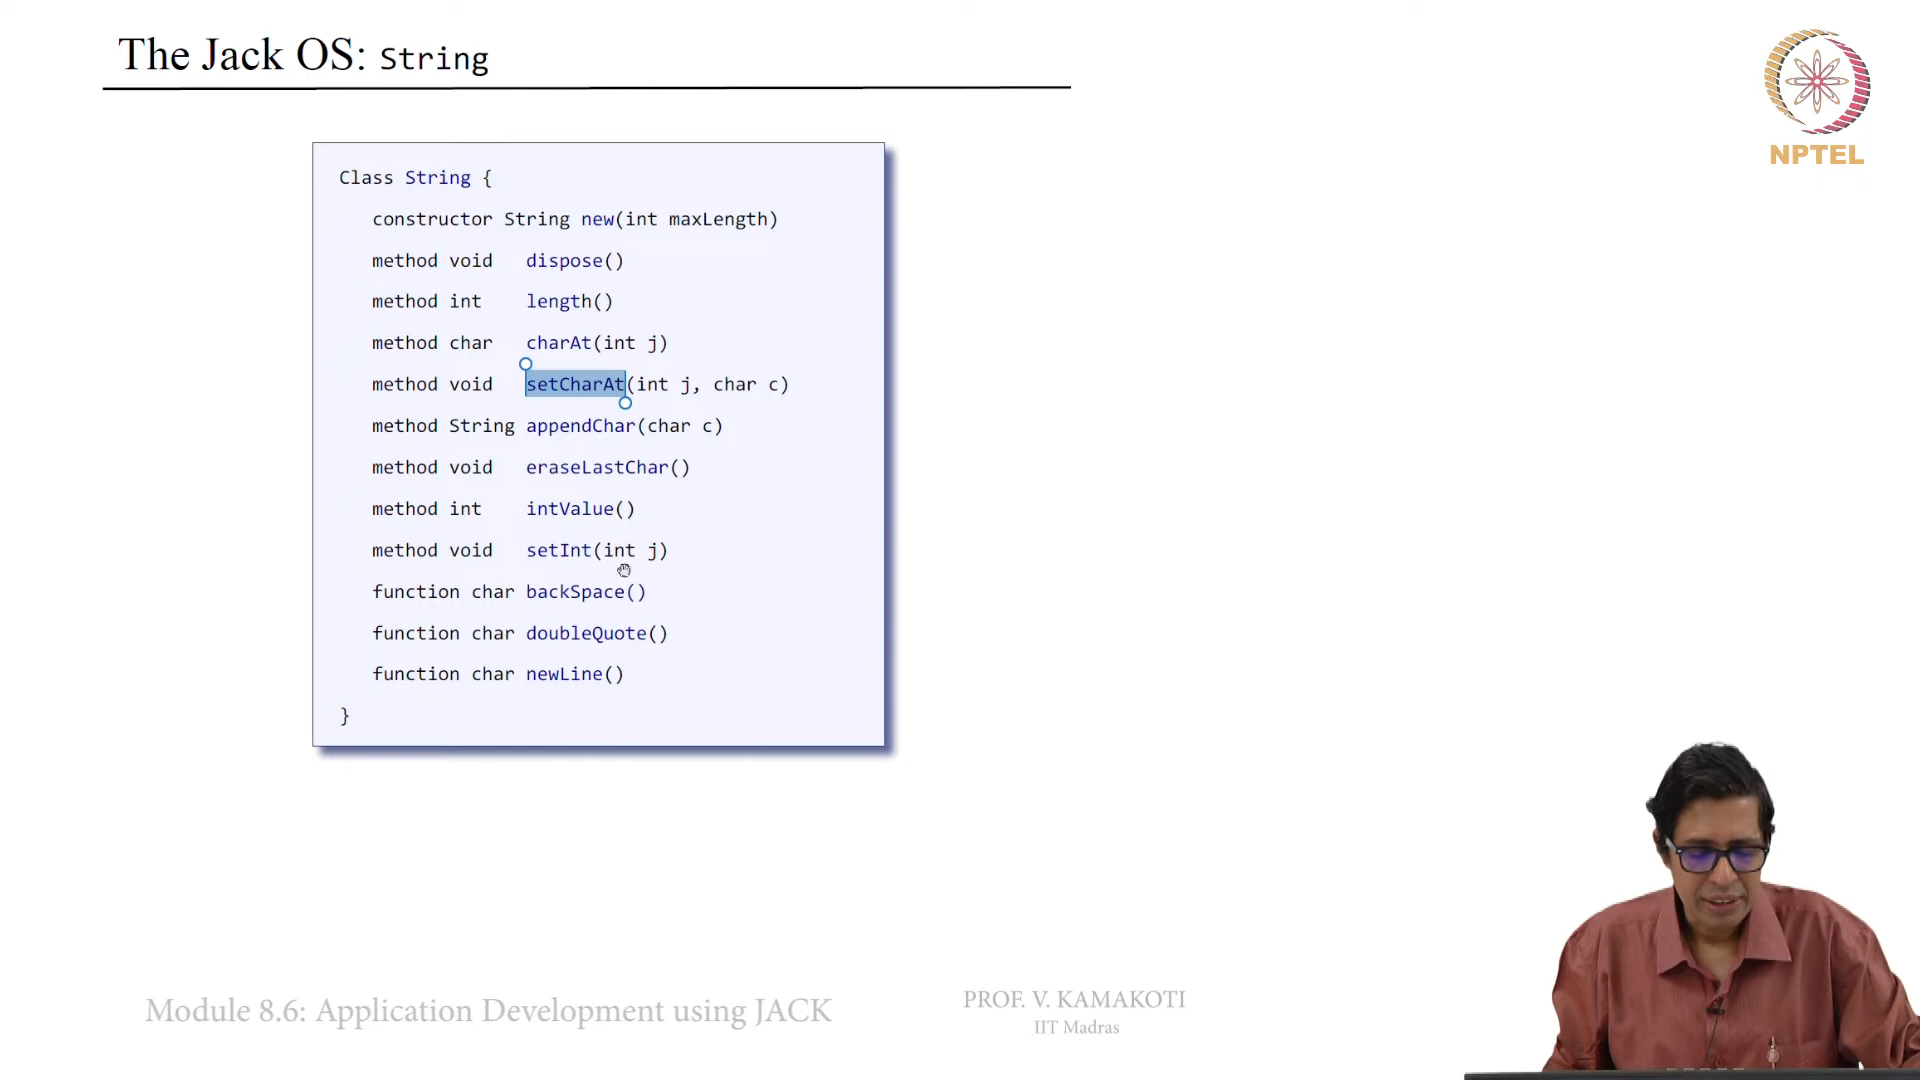 The Jack OS: String
NPTEL
Class String {
constructor String new(int maxLength)
method void dispose()
method int length()
method char charAt(int j)
method void setCharAt(int j, char c)
method String appendChar(char c)
method void eraseLastChar()
method int intValue()
method void setInt(int j)
function char backSpace()
function char doubleQuote()
function char newLine()
}
Module 8.6: Application Development using JACK
PROF. V. KAMAKOTI
IIT Madras